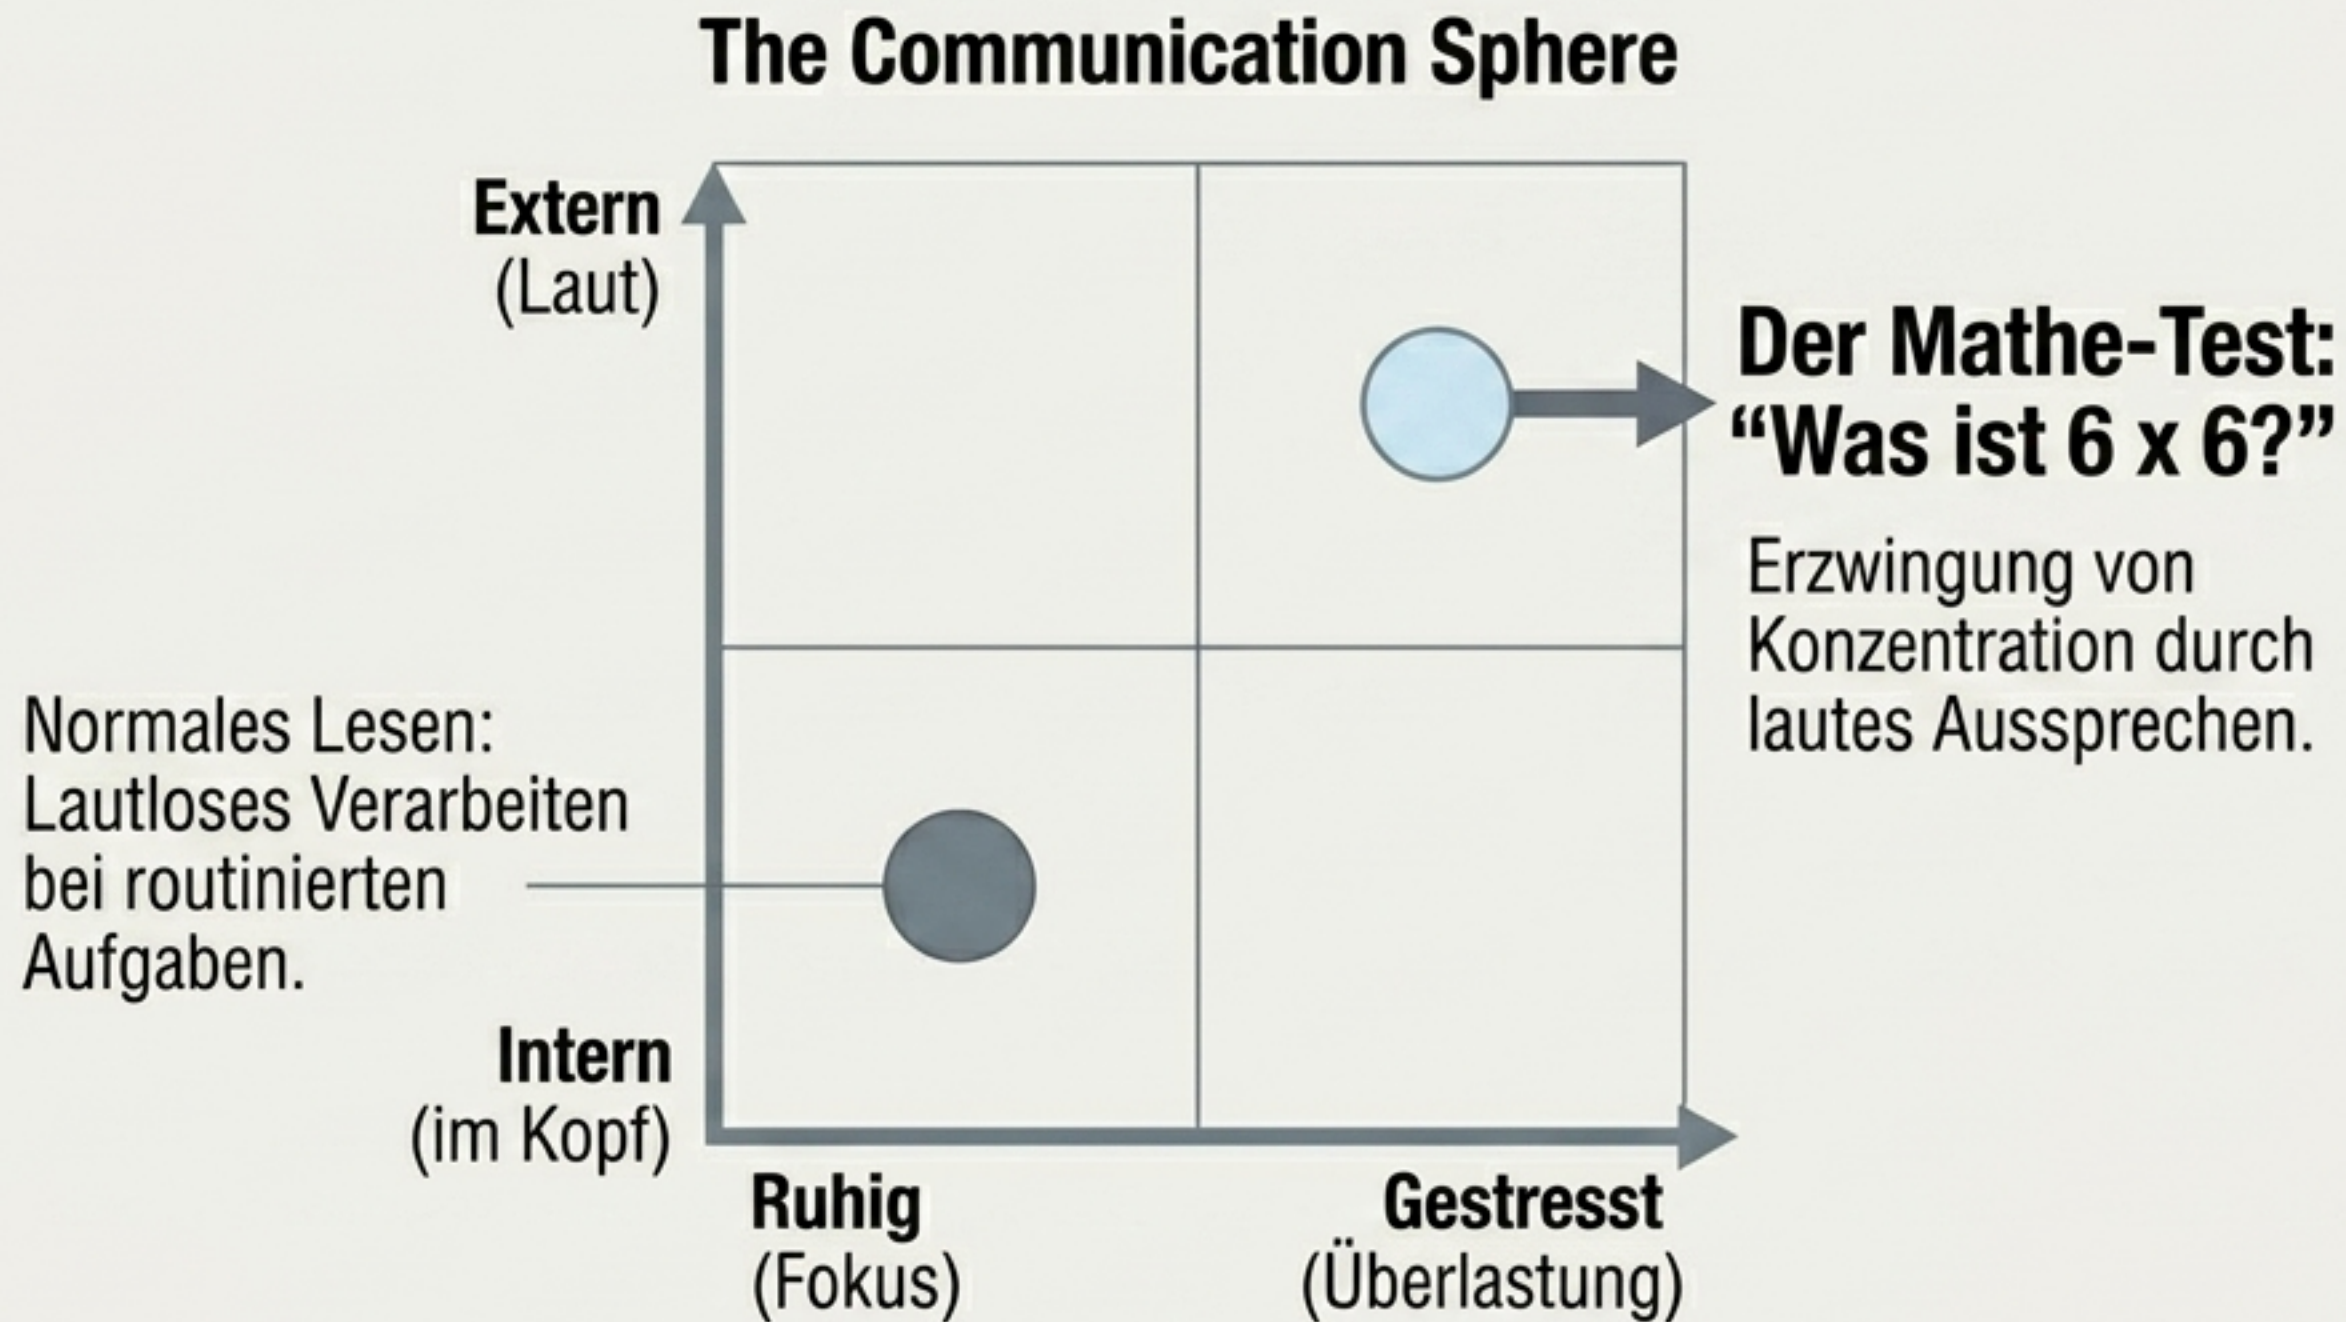 The Communication Sphere
Extern
(Laut)
Der Mathe-Test:
“Was ist 6 x 6?”
Erzwingung von
Konzentration durch
lautes Aussprechen.
Normales Lesen:
Lautloses Verarbeiten
bei routinierten
Aufgaben.
Intern
(im Kopf)
Ruhig
(Fokus)
Gestresst
(Überlastung)